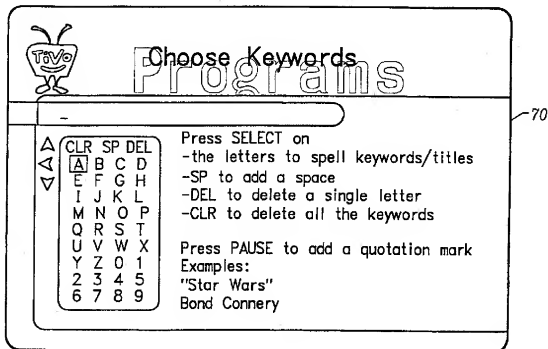 TiVo
Choose Keywords
Programs
70
_
CLR SP DEL
A B C D
E F G H
I J K L
M N O P
Q R S T
U V W X
Y Z 0 1
2 3 4 5
6 7 8 9
Press SELECT on
-the letters to spell keywords/titles
-SP to add a space
-DEL to delete a single letter
-CLR to delete all the keywords
Press PAUSE to add a quotation mark
Examples:
"Star Wars"
Bond Connery